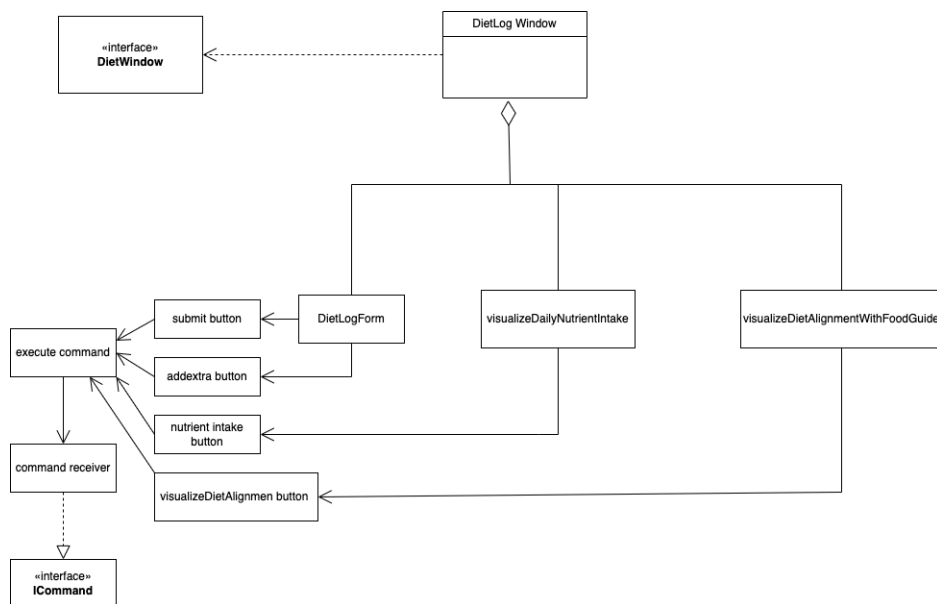 DietLog Window
«interface»
DietWindow
submit button
DietLogForm
visualizeDailyNutrientIntake
visualizeDietAlignmentWithFoodGuide
execute command
addextra button
nutrient intake
button
command receiver
visualizeDietAlignmen button
«interface»
ICommand